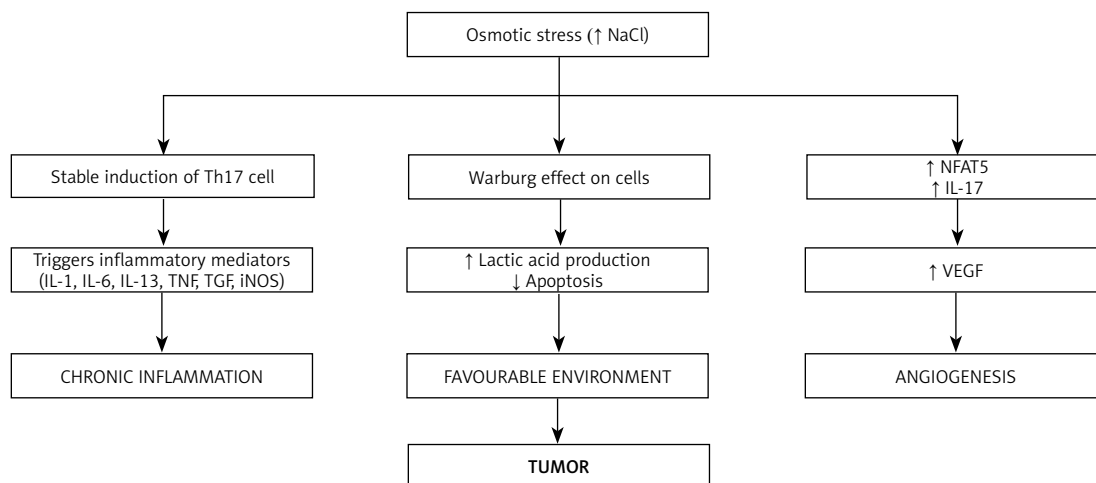 Osmotic stress (↑ NaCl)
Stable induction of Th17 cell
Warburg effect on cells
↑ NFAT5
↑ IL-17
Triggers inflammatory mediators
(IL-1, IL-6, IL-13, TNF, TGF, iNOS)
↑ Lactic acid production
↓ Apoptosis
↑ VEGF
CHRONIC INFLAMMATION
FAVOURABLE ENVIRONMENT
ANGIOGENESIS
TUMOR